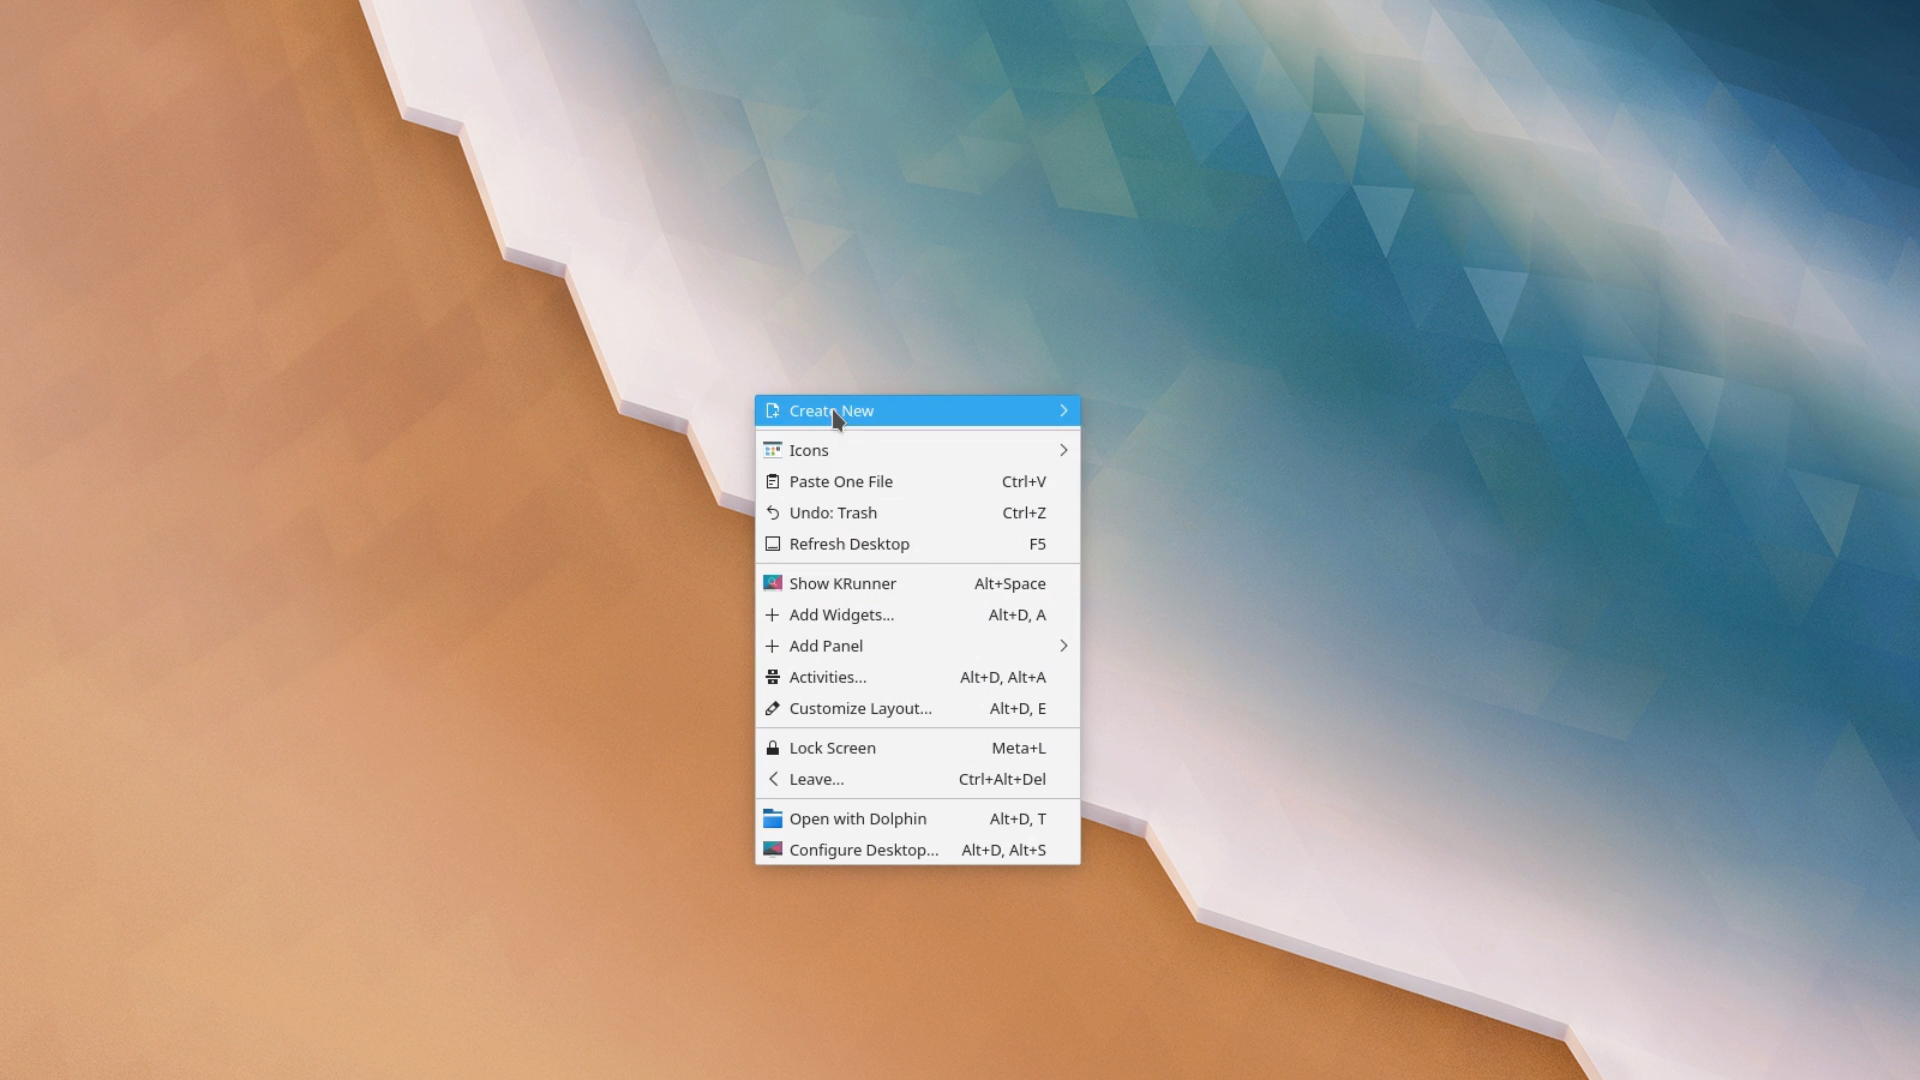 Create New
Icons
Paste One File Ctrl+V
Undo: Trash Ctrl+Z
Refresh Desktop F5
Show KRunner Alt+Space
Add Widgets... Alt+D, A
Add Panel
Activities... Alt+D, Alt+A
Customize Layout... Alt+D, E
Lock Screen Meta+L
Leave... Ctrl+Alt+Del
Open with Dolphin Alt+D, T
Configure Desktop... Alt+D, Alt+S